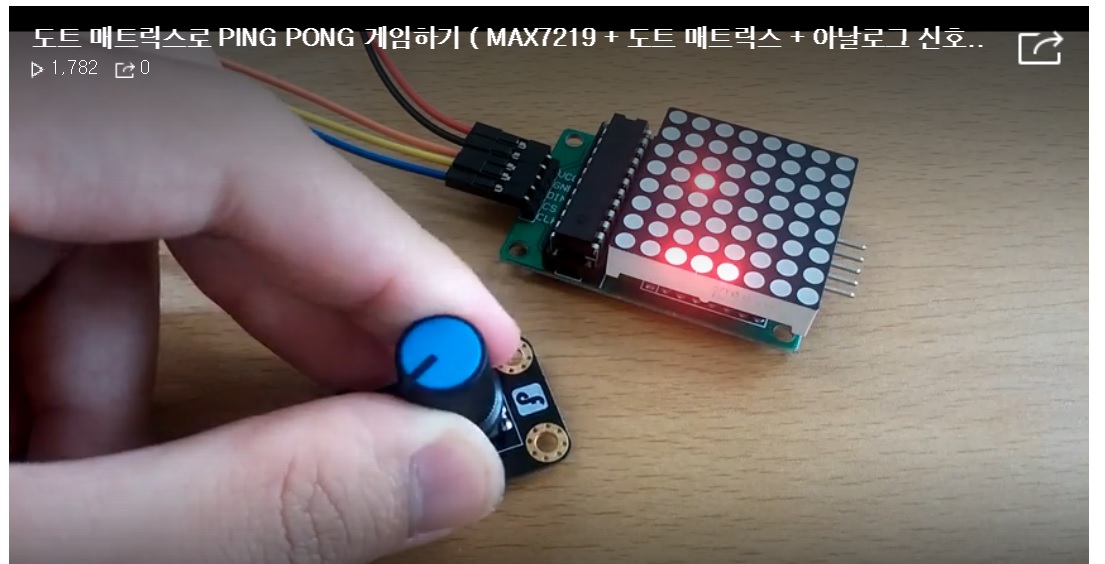 도트 매트릭스로 PING PONG 게임하기 ( MAX7219 + 도트 매트릭스 + 아날로그 신호..
1,782 0
VCC
GND
DIN
CS
CLK